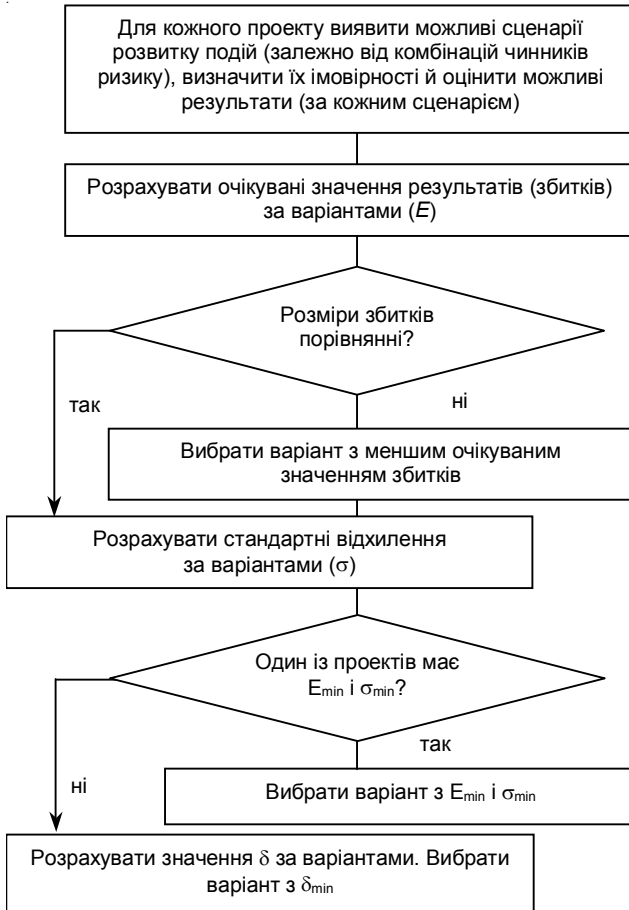 Для кожного проекту виявити можливі сценарії
розвитку подій (залежно від комбінацій чинників
ризику), визначити їх імовірності й оцінити можливі
результати (за кожним сценарієм)
Розрахувати очікувані значення результатів (збитків)
за варіантами (E)
Розміри збитків
порівнянні?
так
ні
Вибрати варіант з меншим очікуваним
значенням збитків
Розрахувати стандартні відхилення
за варіантами (σ)
Один із проектів має
Emin і σmin?
так
ні
Вибрати варіант з Emin і σmin
Розрахувати значення δ за варіантами. Вибрати
варіант з δmin